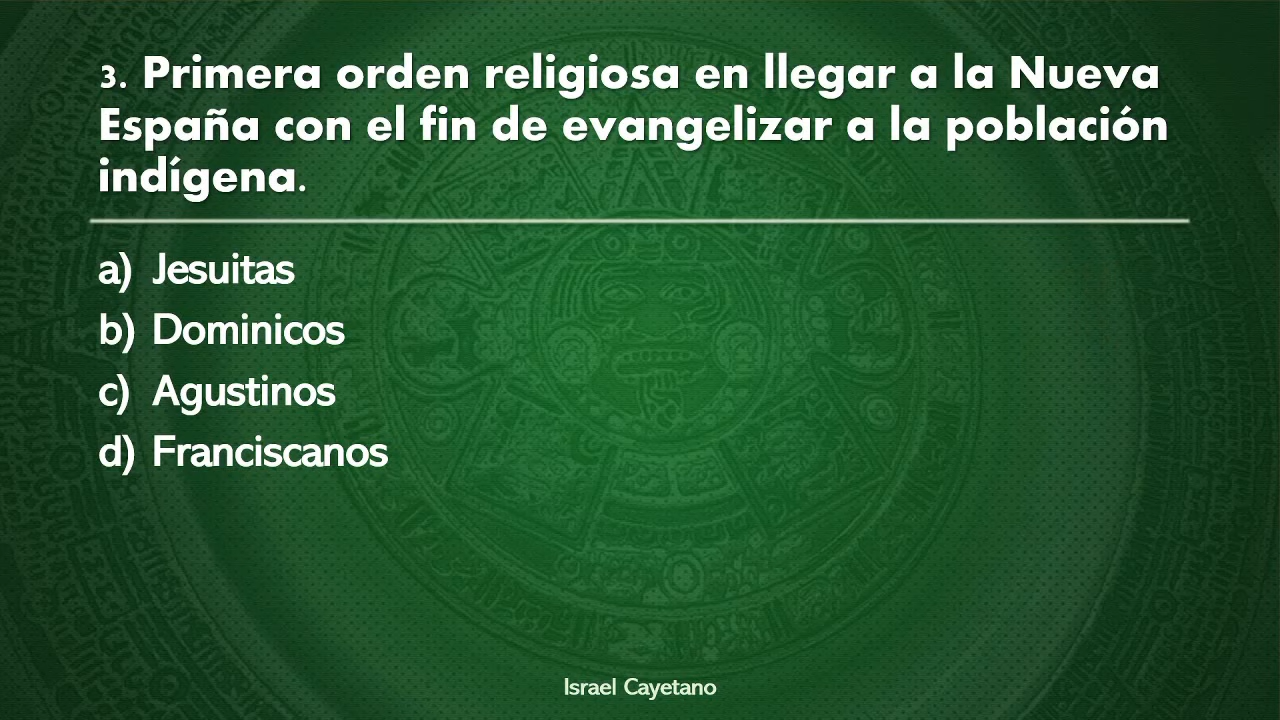 3. Primera orden religiosa en llegar a la Nueva
España con el fin de evangelizar a la población
indígena.
a) Jesuitas
b) Dominicos
c) Agustinos
d) Franciscanos
Israel Cayetano